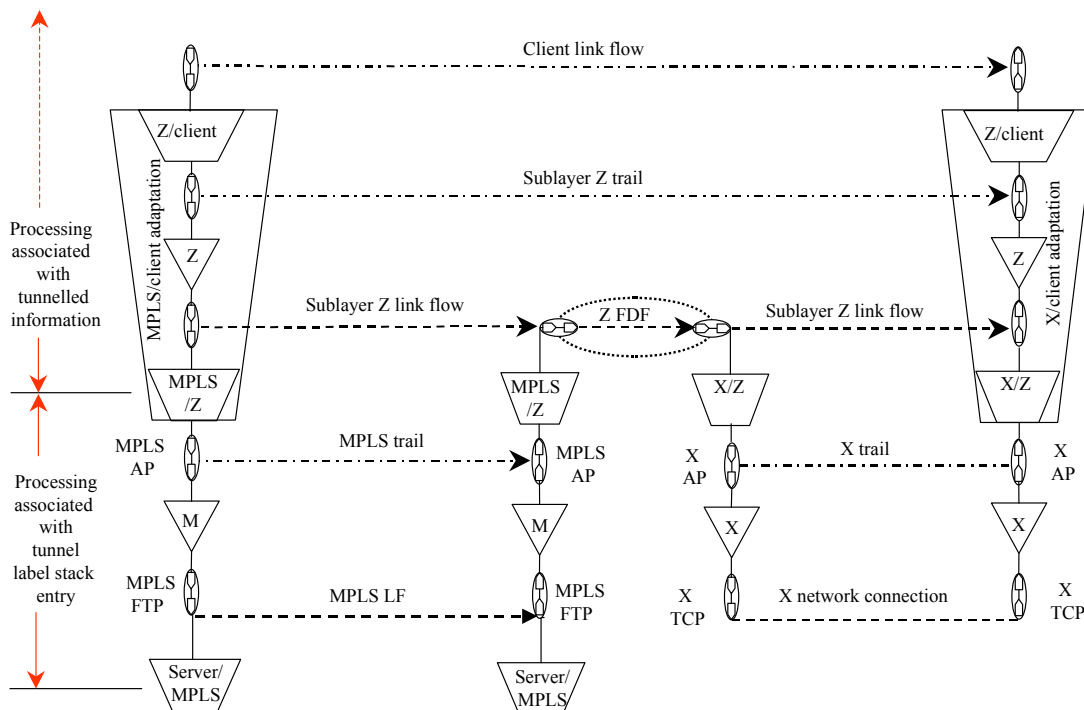 Client link flow
Z/client
Z/client
MPLS/client adaptation
X/client adaptation
Sublayer Z trail
Processing
associated
with
tunnelled
information
Z
Z
Sublayer Z link flow
Z FDF
Sublayer Z link flow
MPLS
/Z
MPLS
/Z
X/Z
X/Z
MPLS
AP
MPLS trail
MPLS
AP
X
AP
X trail
X
AP
Processing
associated
with
tunnel
label stack
entry
M
M
X
X
MPLS
FTP
MPLS LF
MPLS
FTP
X
TCP
X network connection
X
TCP
Server/
MPLS
Server/
MPLS